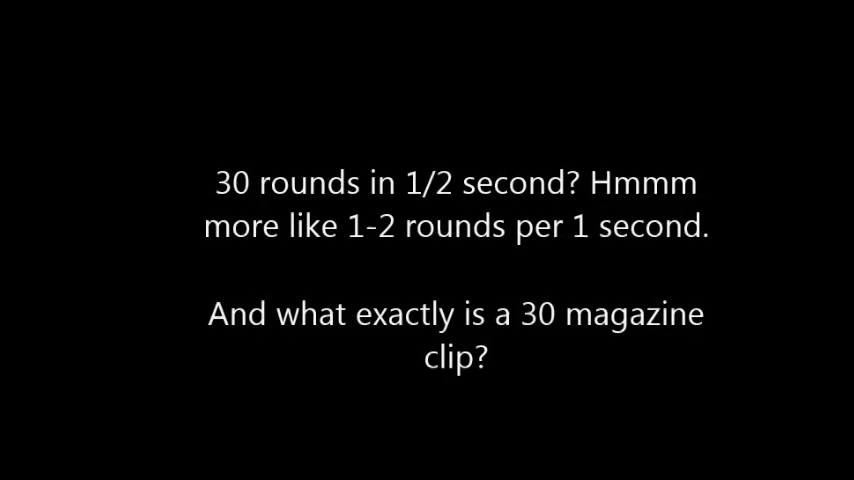 30 rounds in 1/2 second? Hmmm
more like 1-2 rounds per 1 second.
And what exactly is a 30 magazine
clip?